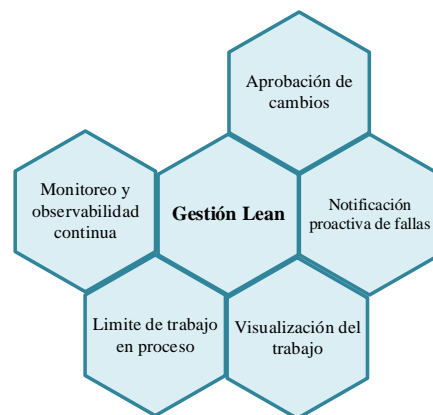 Aprobación de
cambios
Monitoreo y
observabilidad
continua
Gestión Lean
Notificación
proactiva de fallas
Limite de trabajo
en proceso
Visualización del
trabajo